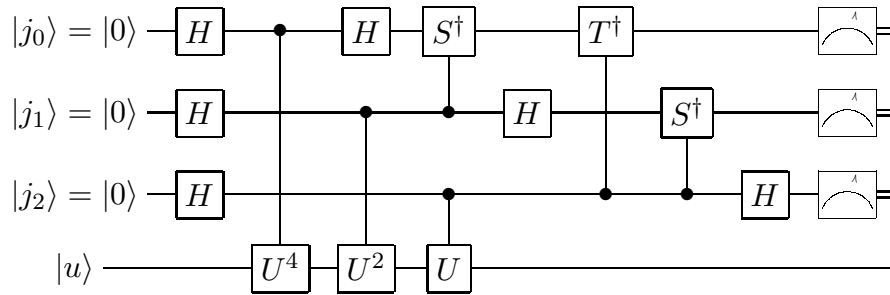 |j₀⟩ = |0⟩ H H S† T†
|j₁⟩ = |0⟩ H H S†
|j₂⟩ = |0⟩ H H
|u⟩ U⁴ U² U